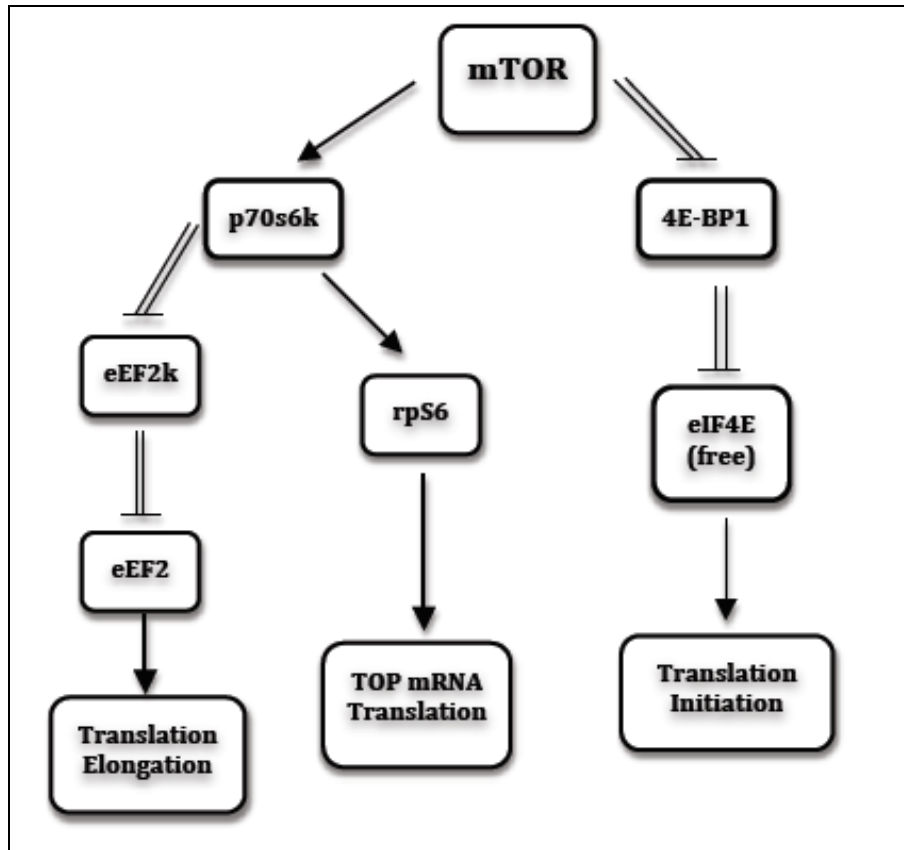 mTOR
p70s6k
4E-BP1
eEF2k
rpS6
eIF4E
(free)
eEF2
TOP mRNA
Translation
Translation
Initiation
Translation
Elongation